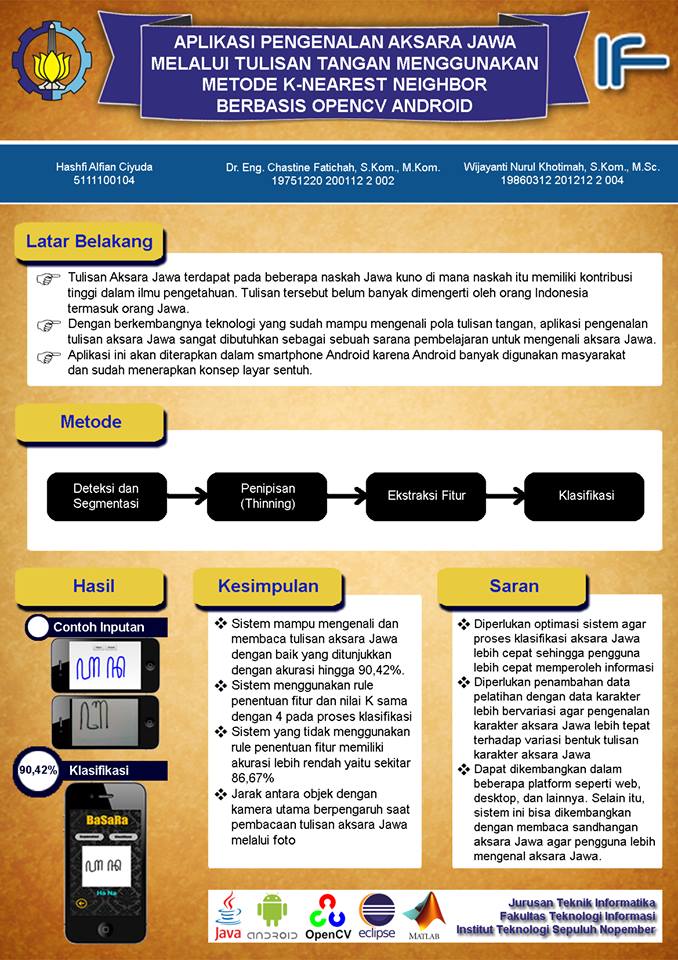 APLIKASI PENGENALAN AKSARA JAWA
MELALUI TULISAN TANGAN MENGGUNAKAN
METODE K-NEAREST NEIGHBOR
BERBASIS OPENCV ANDROID
IF
Hashfi Alfian Ciyuda
5111100104
Dr. Eng. Chastine Fatichah, S.Kom., M.Kom.
19751220 200112 2 002
Wijayanti Nurul Khotimah, S.Kom., M.Sc.
19860312 201212 2 004
Latar Belakang
Tulisan Aksara Jawa terdapat pada beberapa naskah Jawa kuno di mana naskah itu memiliki kontribusi
tinggi dalam ilmu pengetahuan. Tulisan tersebut belum banyak dimengerti oleh orang Indonesia
termasuk orang Jawa.
Dengan berkembangnya teknologi yang sudah mampu mengenali pola tulisan tangan, aplikasi pengenalan
tulisan aksara Jawa sangat dibutuhkan sebagai sebuah sarana pembelajaran untuk mengenali aksara Jawa.
Aplikasi ini akan diterapkan dalam smartphone Android karena Android banyak digunakan masyarakat
dan sudah menerapkan konsep layar sentuh.
Metode
Deteksi dan
Segmentasi
Penipisan
(Thinning)
Ekstraksi Fitur
Klasifikasi
Hasil
Contoh Inputan
90,42%
Klasifikasi
BaSaRa
ꦲꦤ
Ha Na
Kesimpulan
Sistem mampu mengenali dan
membaca tulisan aksara Jawa
dengan baik yang ditunjukkan
dengan akurasi hingga 90,42%.
Sistem menggunakan rule
penentuan fitur dan nilai K sama
dengan 4 pada proses klasifikasi
Sistem yang tidak menggunakan
rule penentuan fitur memiliki
akurasi lebih rendah yaitu sekitar
86,67%
Jarak antara objek dengan
kamera utama berpengaruh saat
pembacaan tulisan aksara Jawa
melalui foto
Saran
Diperlukan optimasi sistem agar
proses klasifikasi aksara Jawa
lebih cepat sehingga pengguna
lebih cepat memperoleh informasi
Diperlukan penambahan data
pelatihan dengan data karakter
lebih bervariasi agar pengenalan
karakter aksara Jawa lebih tepat
terhadap variasi bentuk tulisan
karakter aksara Jawa
Dapat dikembangkan dalam
beberapa platform seperti web,
desktop, dan lainnya. Selain itu,
sistem ini bisa dikembangkan
dengan membaca sandhangan
aksara Jawa agar pengguna lebih
mengenal aksara Jawa.
Java
ANDROID
OpenCV
eclipse
MATLAB
Jurusan Teknik Informatika
Fakultas Teknologi Informasi
Institut Teknologi Sepuluh Nopember